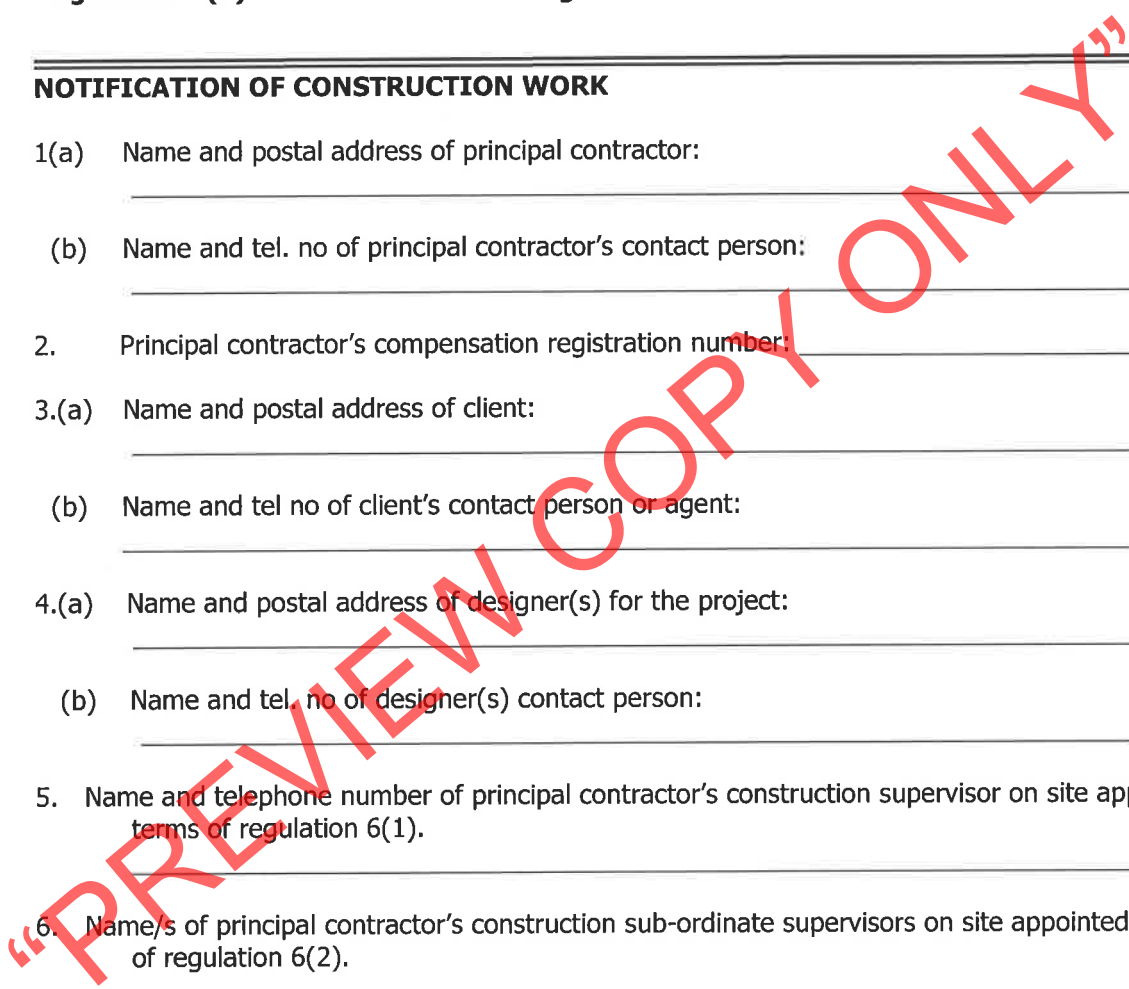 NOTIFICATION OF CONSTRUCTION WORK
1(a) Name and postal address of principal contractor:
(b) Name and tel. no of principal contractor’s contact person:
2. Principal contractor’s compensation registration number:
3.(a) Name and postal address of client:
(b) Name and tel no of client’s contact person or agent:
4.(a) Name and postal address of designer(s) for the project:
(b) Name and tel. no of designer(s) contact person:
5. Name and telephone number of principal contractor’s construction supervisor on site
terms of regulation 6(1).
6. Name/s of principal contractor’s construction sub-ordinate supervisors on site appointed
of regulation 6(2).
“PREVIEW COPY ONLY”